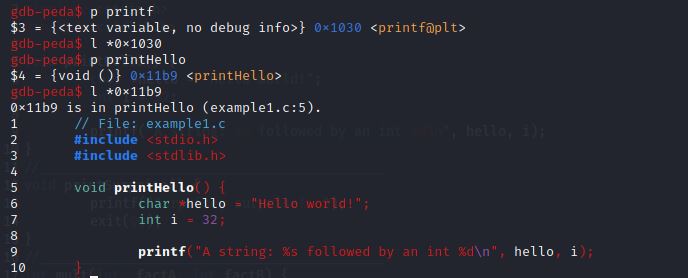 gdb-peda$ p printf
$3 = {<text variable, no debug info>} 0×1030 <printf@plt>
gdb-peda$ l *0×1030
gdb-peda$ p printHello
$4 = {void ()} 0×11b9 <printHello>
gdb-peda$ l *0×11b9
0×11b9 is in printHello (example1.c:5).
1 // File: example1.c
2 #include <stdio.h>
3 #include <stdlib.h>
4
5 void printHello() {
6 char *hello = "Hello world!";
7 int i = 32;
8
9 printf("A string: %s followed by an int %d\n", hello, i);
10 }